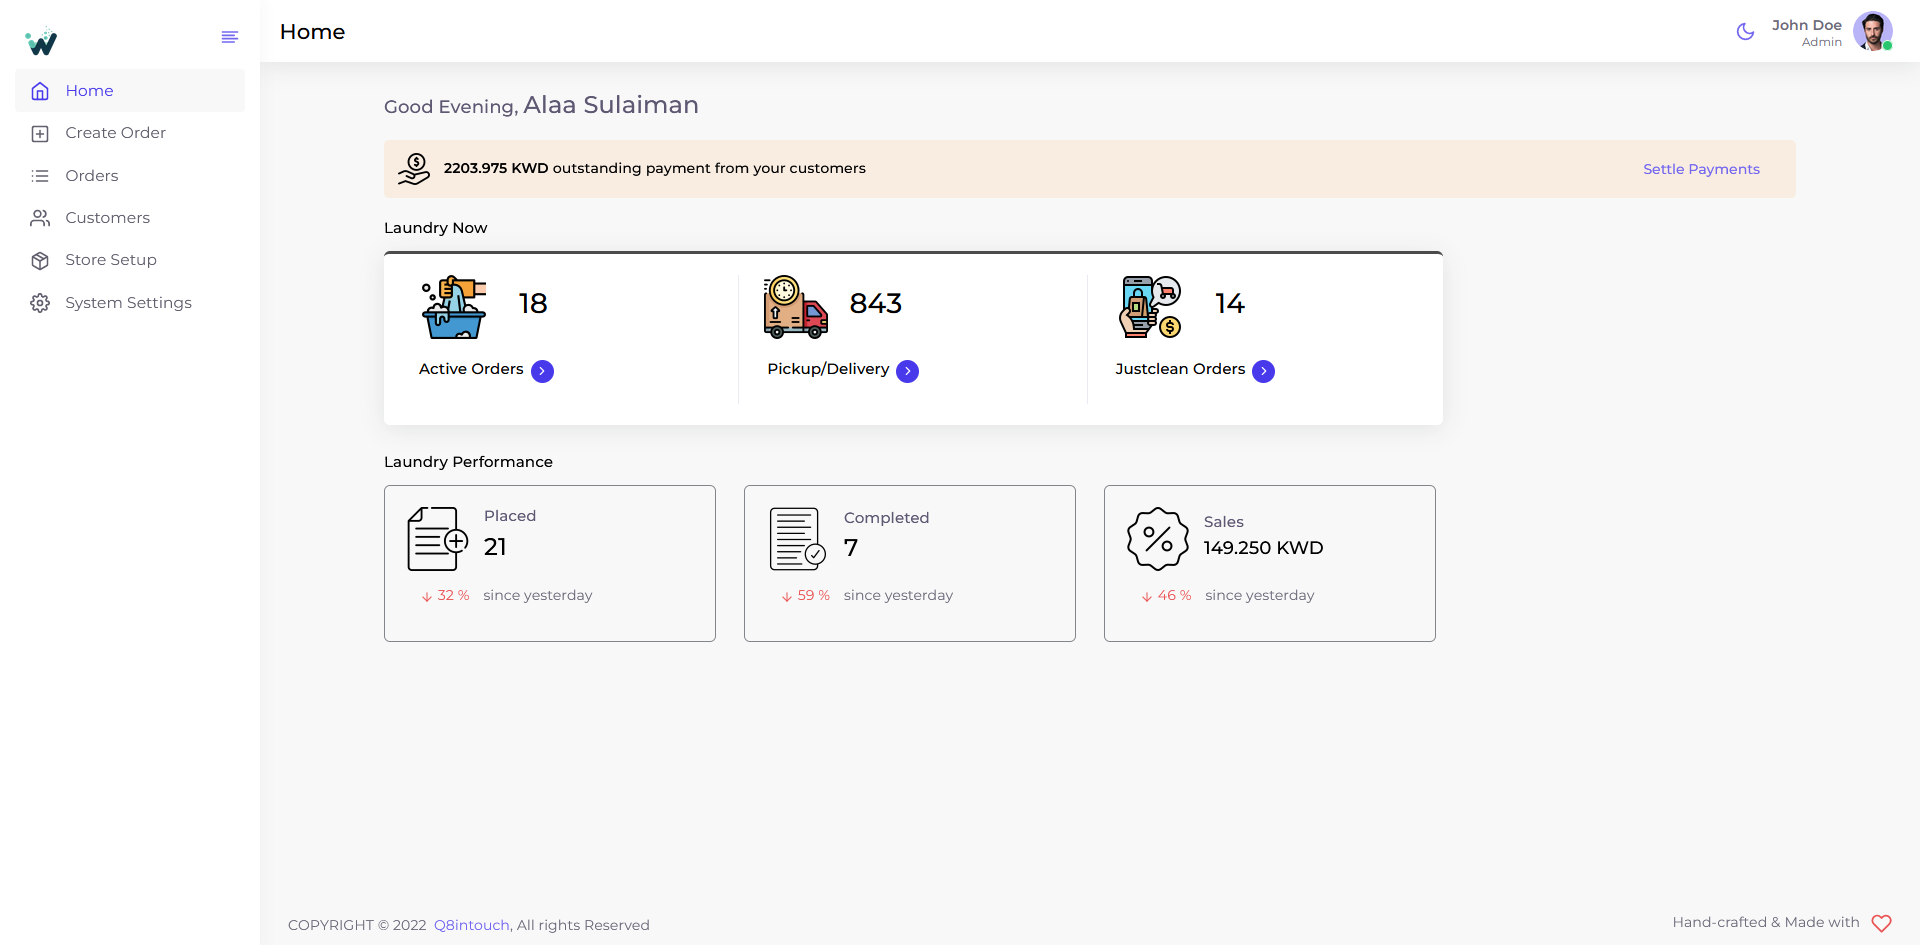 Home
Create Order
Orders
Customers
Store Setup
System Settings
Home
John Doe
Admin
Good Evening, Alaa Sulaiman
2203.975 KWD outstanding payment from your customers
Settle Payments
Laundry Now
18
Active Orders
843
Pickup/Delivery
14
Justclean Orders
Laundry Performance
Placed
21
32 % since yesterday
Completed
7
59 % since yesterday
Sales
149.250 KWD
46 % since yesterday
COPYRIGHT © 2022 Q8intouch, All rights Reserved
Hand-crafted & Made with